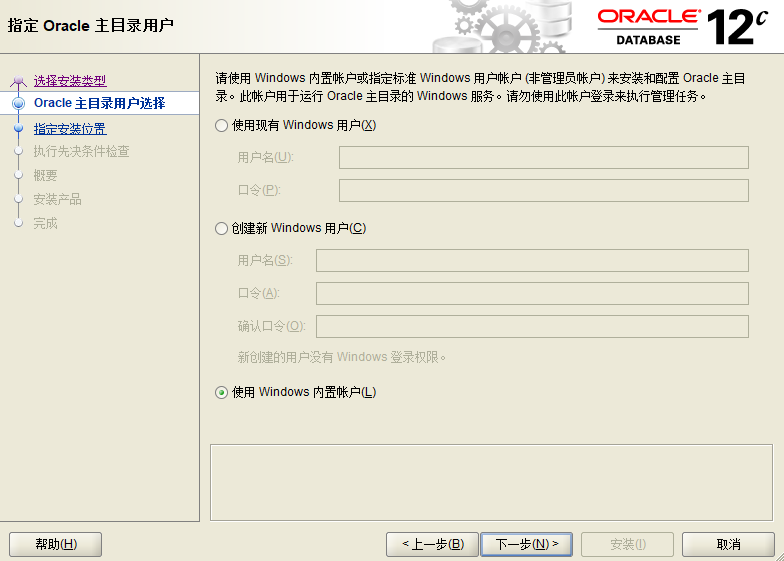 指定 Oracle 主目录用户
ORACLE®
DATABASE
12c
选择安装类型
Oracle 主目录用户选择
指定安装位置
执行先决条件检查
概要
安装产品
完成
请使用 Windows 内置帐户或指定标准 Windows 用户帐户 (非管理员帐户) 来安装和配置 Oracle 主目
录。此帐户用于运行 Oracle 主目录的 Windows 服务。请勿使用此帐户登录来执行管理任务。
使用现有 Windows 用户(X)
用户名(U):
口令(P):
创建新 Windows 用户(C)
用户名(S):
口令(A):
确认口令(O):
新创建的用户没有 Windows 登录权限。
使用 Windows 内置帐户(L)
帮助(H)
< 上一步(B)
下一步(N) >
安装(I)
取消